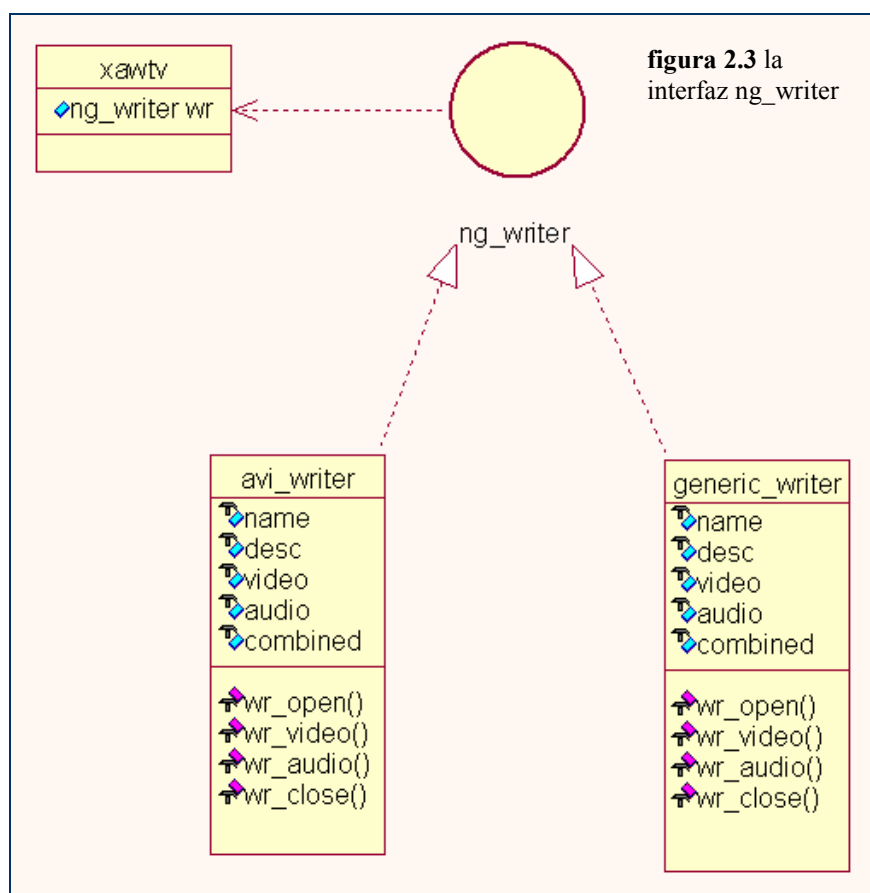 xawtv
ng_writer wr
figura 2.3 la
interfaz ng_writer
ng_writer
avi_writer
name
desc
video
audio
combined
wr_open()
wr_video()
wr_audio()
wr_close()
generic_writer
name
desc
video
audio
combined
wr_open()
wr_video()
wr_audio()
wr_close()